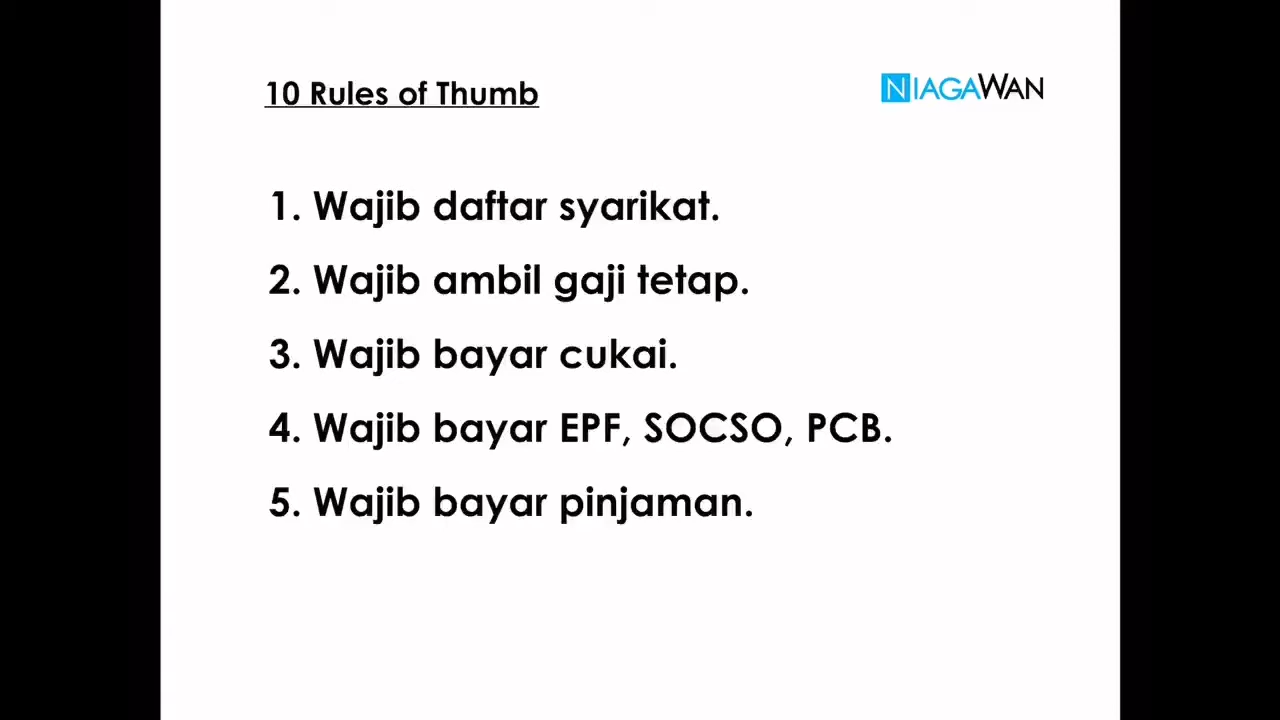 10 Rules of Thumb
NIAGAWAN
1. Wajib daftar syarikat.
2. Wajib ambil gaji tetap.
3. Wajib bayar cukai.
4. Wajib bayar EPF, SOCSO, PCB.
5. Wajib bayar pinjaman.